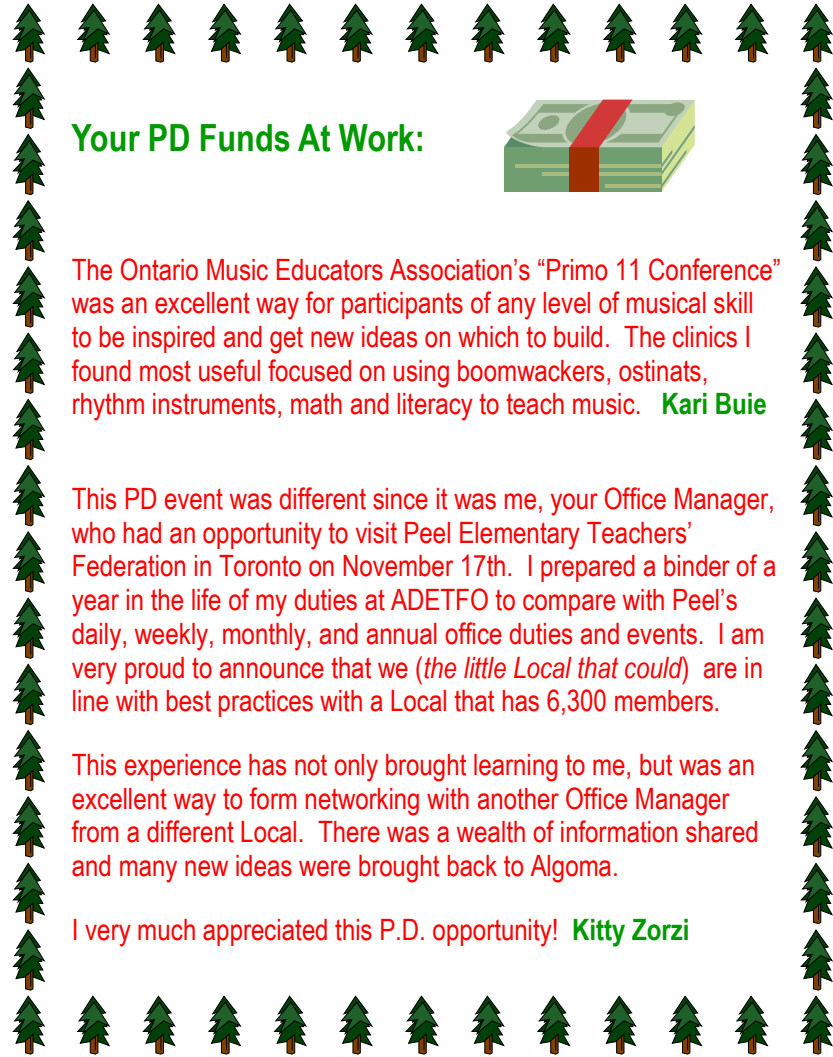 Your PD Funds At Work:
The Ontario Music Educators Association’s “Primo 11 Conference”
was an excellent way for participants of any level of musical skill
to be inspired and get new ideas on which to build.  The clinics I
found most useful focused on using boomwackers, ostinats,
rhythm instruments, math and literacy to teach music.   Kari Buie
This PD event was different since it was me, your Office Manager,
who had an opportunity to visit Peel Elementary Teachers’
Federation in Toronto on November 17th.  I prepared a binder of a
year in the life of my duties at ADETFO to compare with Peel’s
daily, weekly, monthly, and annual office duties and events.  I am
very proud to announce that we (the little Local that could)  are in
line with best practices with a Local that has 6,300 members.
This experience has not only brought learning to me, but was an
excellent way to form networking with another Office Manager
from a different Local.  There was a wealth of information shared
and many new ideas were brought back to Algoma.
I very much appreciated this P.D. opportunity!  Kitty Zorzi